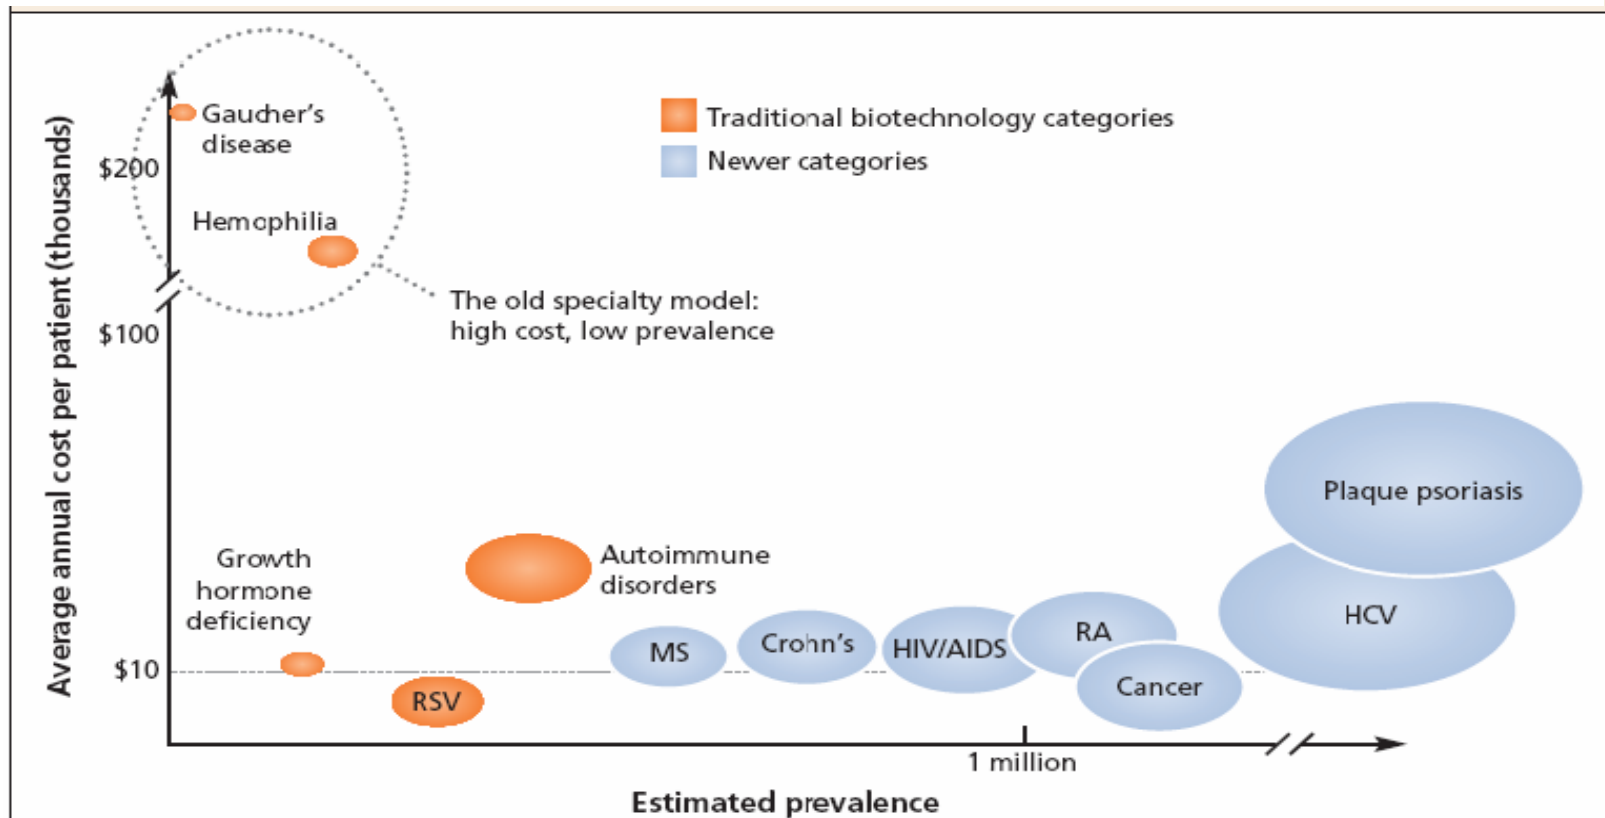 Average annual cost per patient (thousands)
$200
$100
$10
Gaucher's
disease
Hemophilia
Traditional biotechnology categories
Newer categories
The old specialty model:
high cost, low prevalence
Growth
hormone
deficiency
Autoimmune
disorders
RSV
MS
Crohn's
HIV/AIDS
RA
Cancer
Plaque psoriasis
HCV
1 million
Estimated prevalence